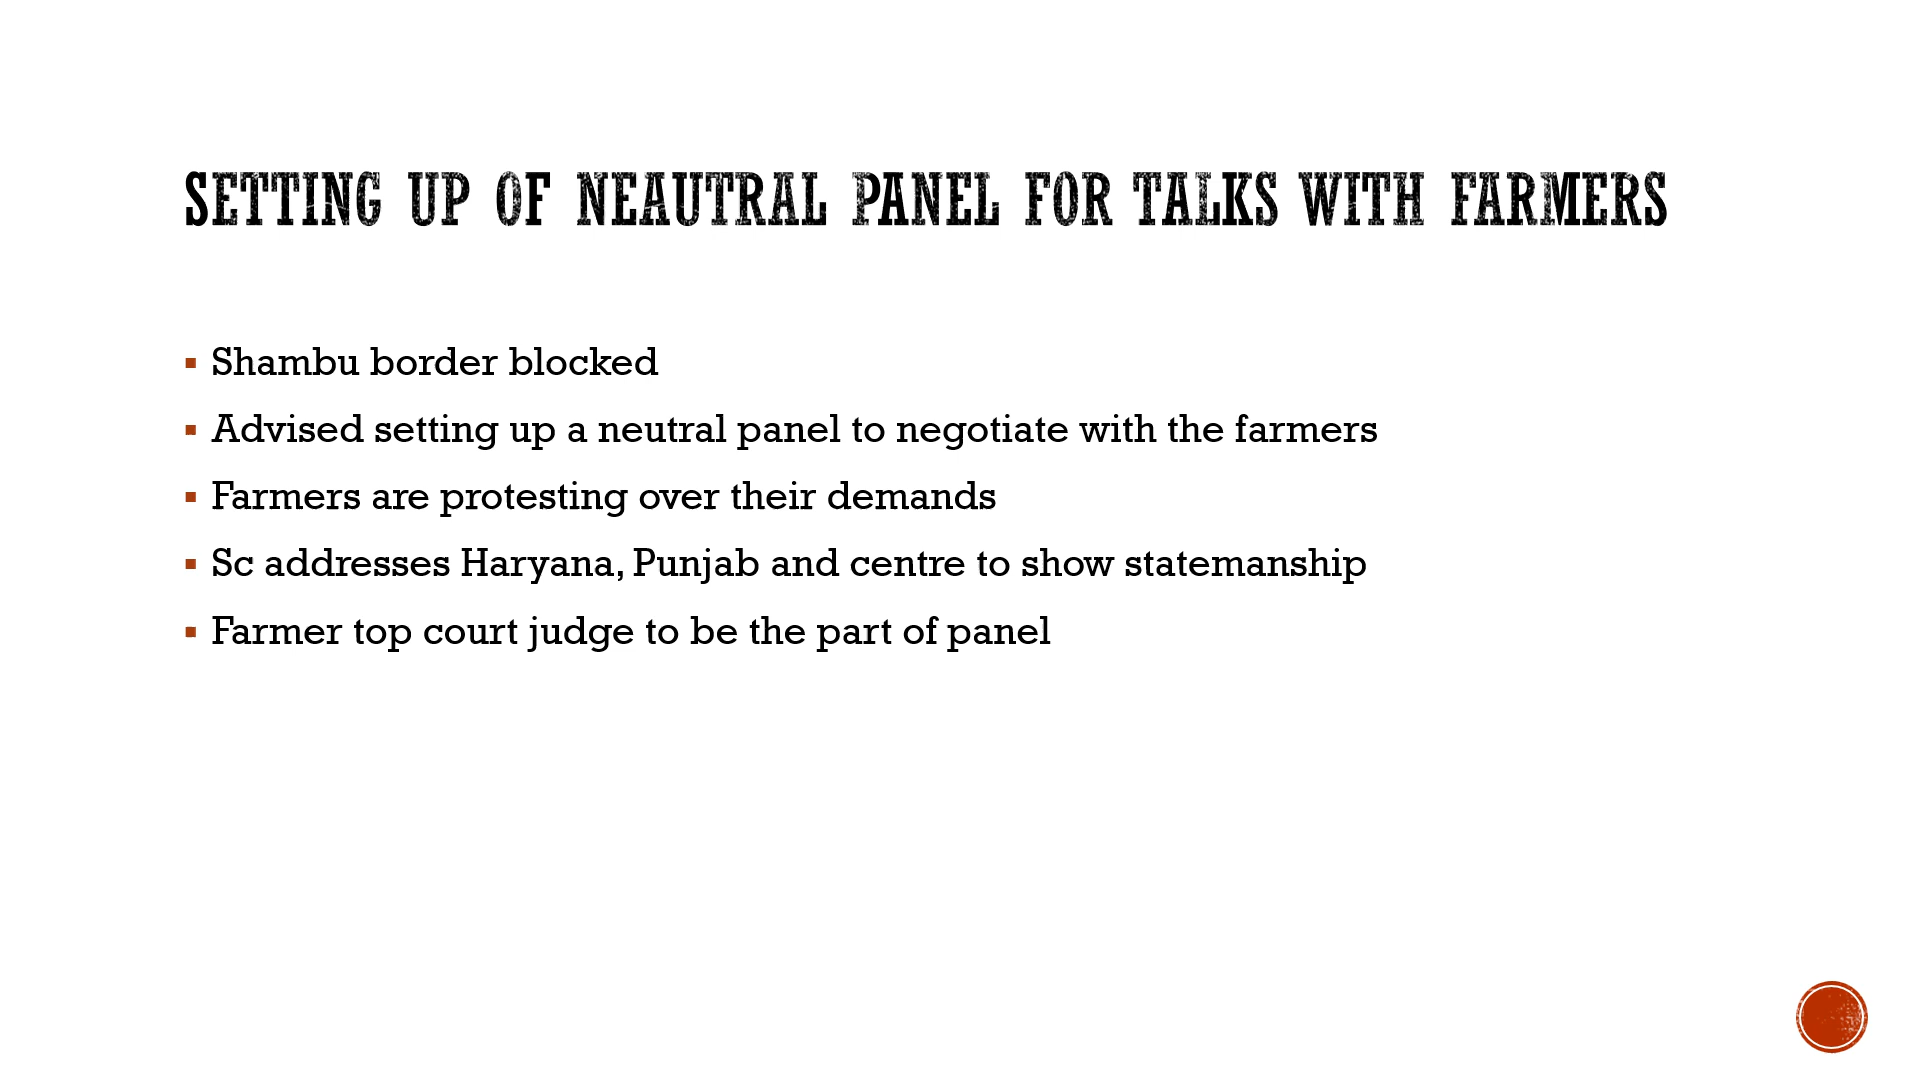 SETTING UP OF NEAUTRAL PANEL FOR TALKS WITH FARMERS
▪ Shambu border blocked
▪ Advised setting up a neutral panel to negotiate with the farmers
▪ Farmers are protesting over their demands
▪ Sc addresses Haryana, Punjab and centre to show statemanship
▪ Farmer top court judge to be the part of panel